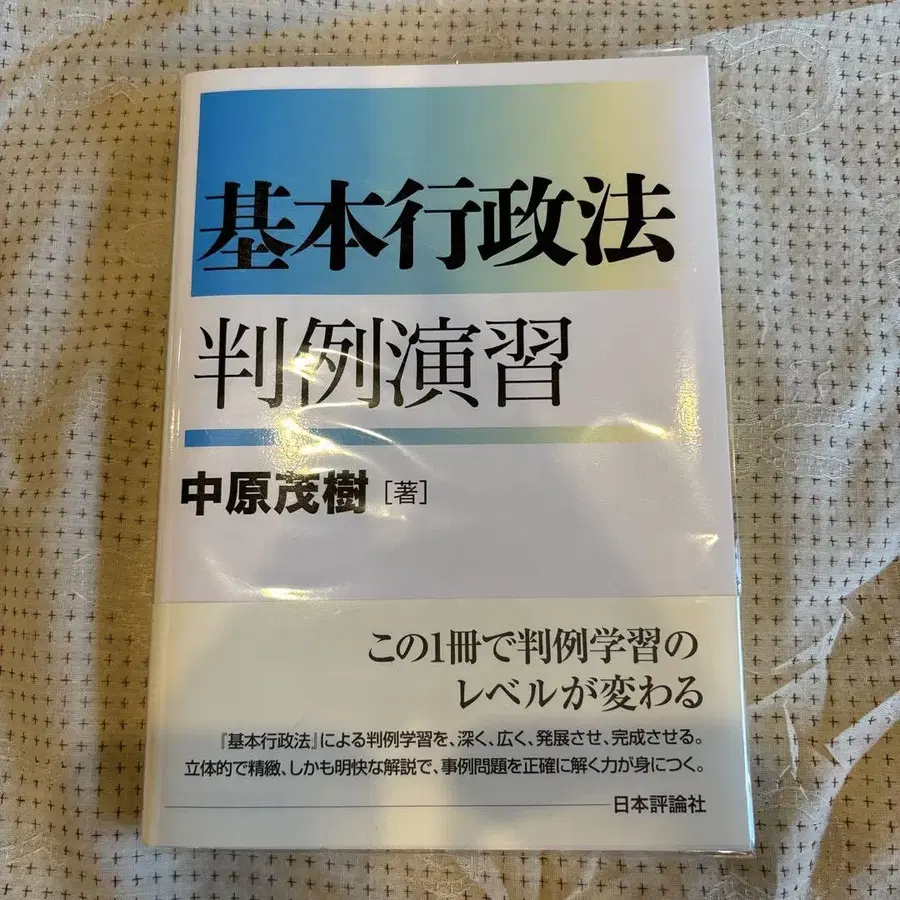 基本行政法
判例演習
中原茂樹［著］
この1冊で判例学習の
レベルが変わる
『基本行政法』による判例学習を、深く、広く、発展させ、完成させる。
立体的で精緻、しかも明快な解説で、事例問題を正確に解く力が身につく。
日本評論社